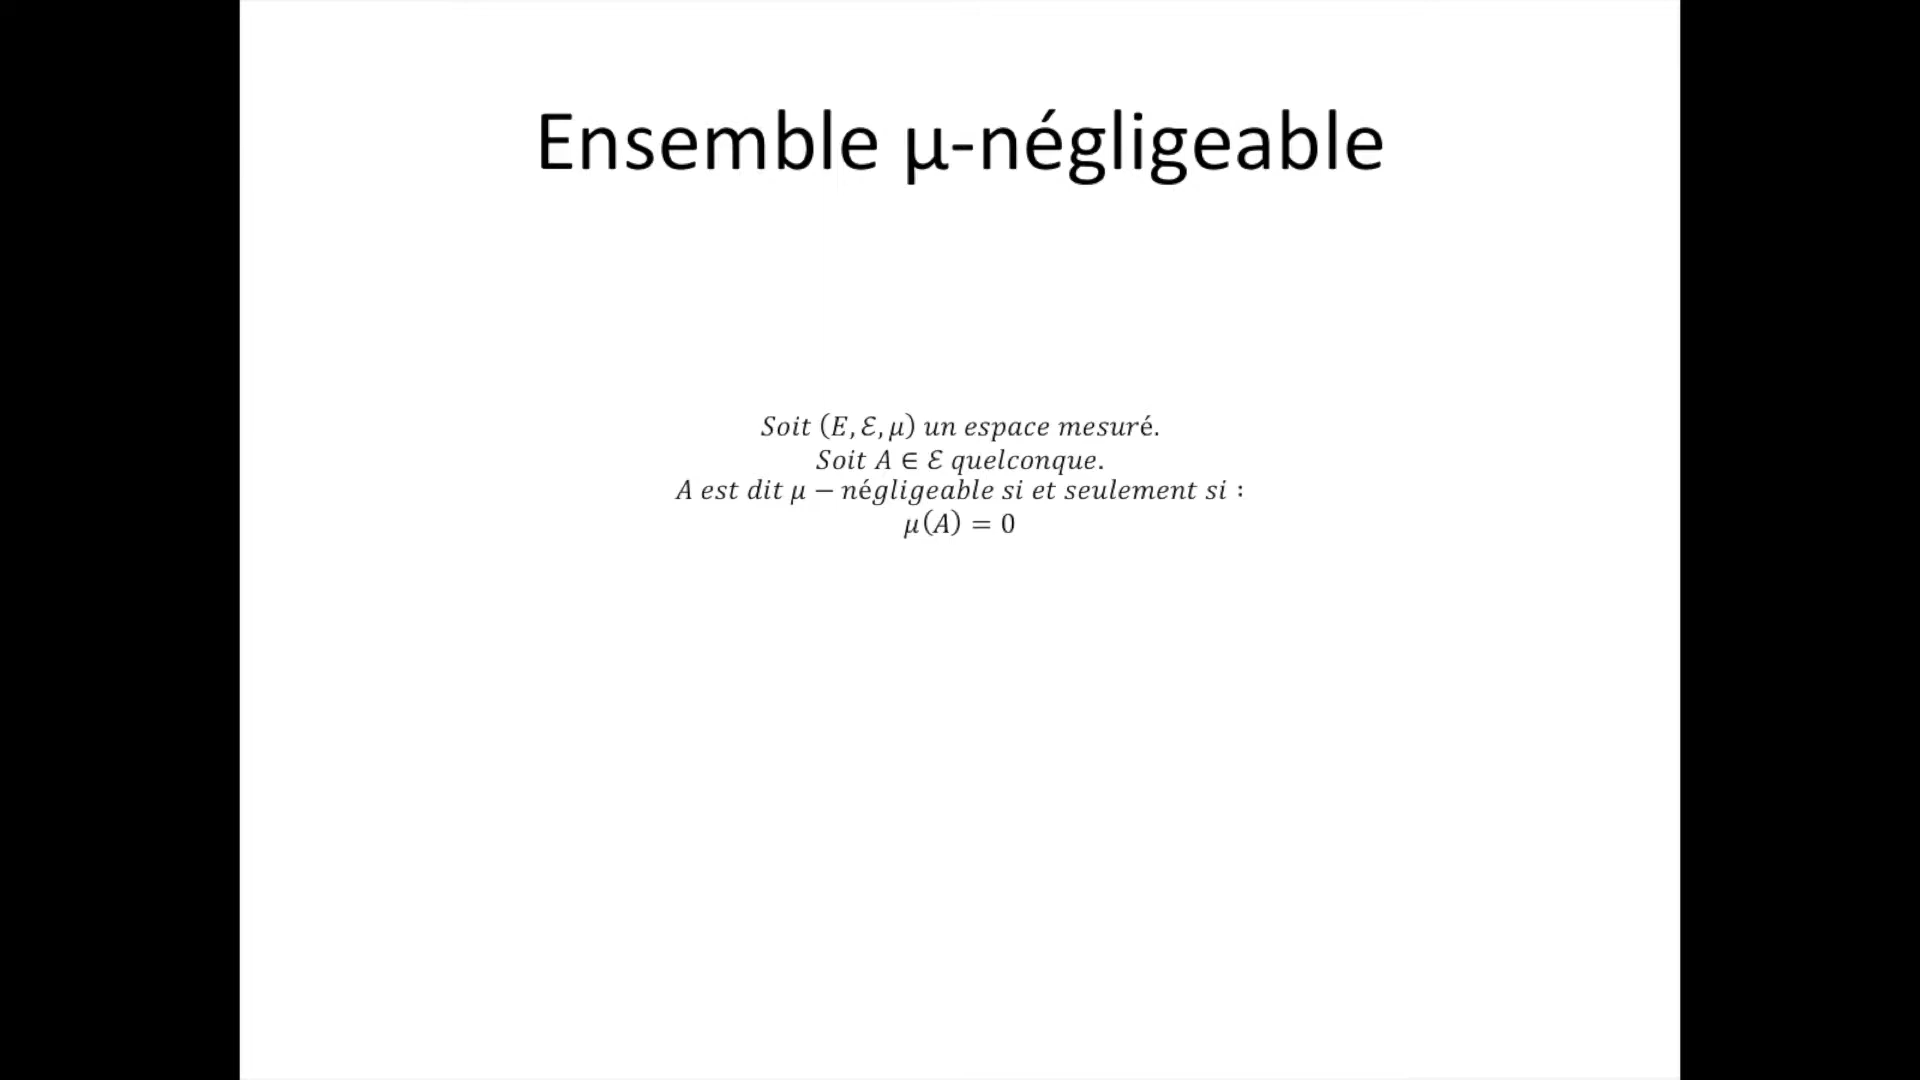 Ensemble μ-négligeable
Soit (E, ℰ, μ) un espace mesuré.
Soit A ∈ ℰ quelconque.
A est dit μ − négligeable si et seulement si :
μ(A) = 0